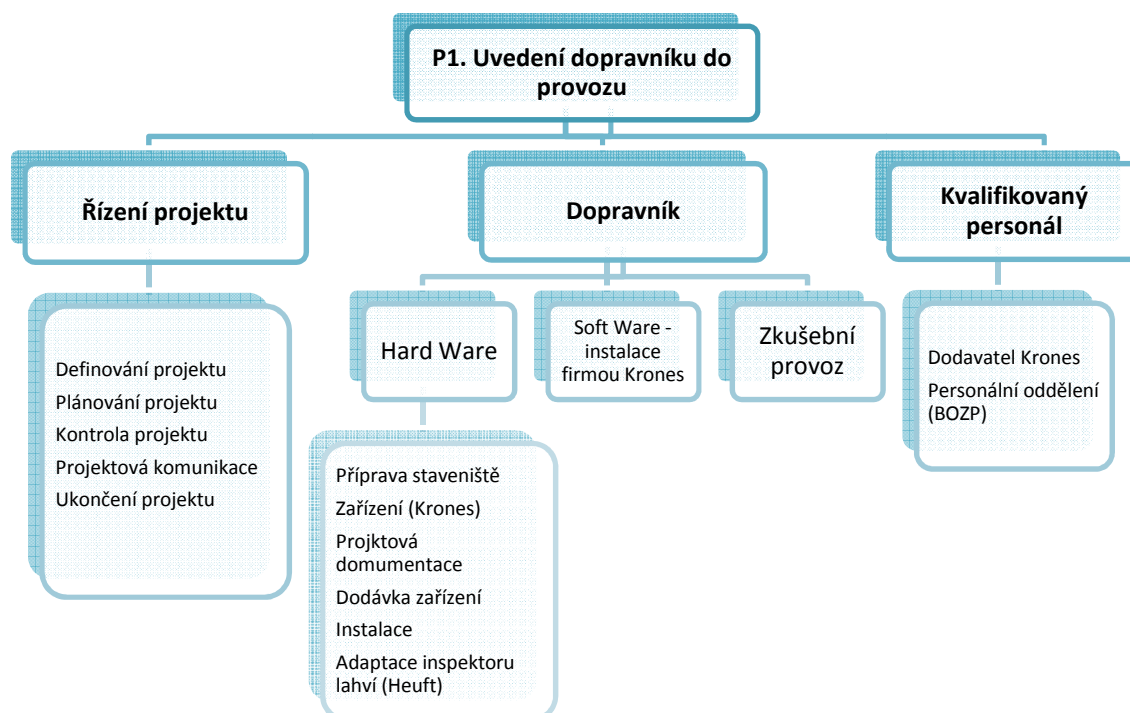 P1. Uvedení dopravníku do
provozu
Řízení projektu
Dopravník
Kvalifikovaný
personál
Definování projektu
Plánování projektu
Kontrola projektu
Projektová komunikace
Ukončení projektu
Hard Ware
Soft Ware -
instalace
firmou Krones
Zkušební
provoz
Dodavatel Krones
Personální oddělení
(BOZP)
Příprava staveniště
Zařízení (Krones)
Projktová
domumentace
Dodávka zařízení
Instalace
Adaptace inspektoru
lahví (Heuft)